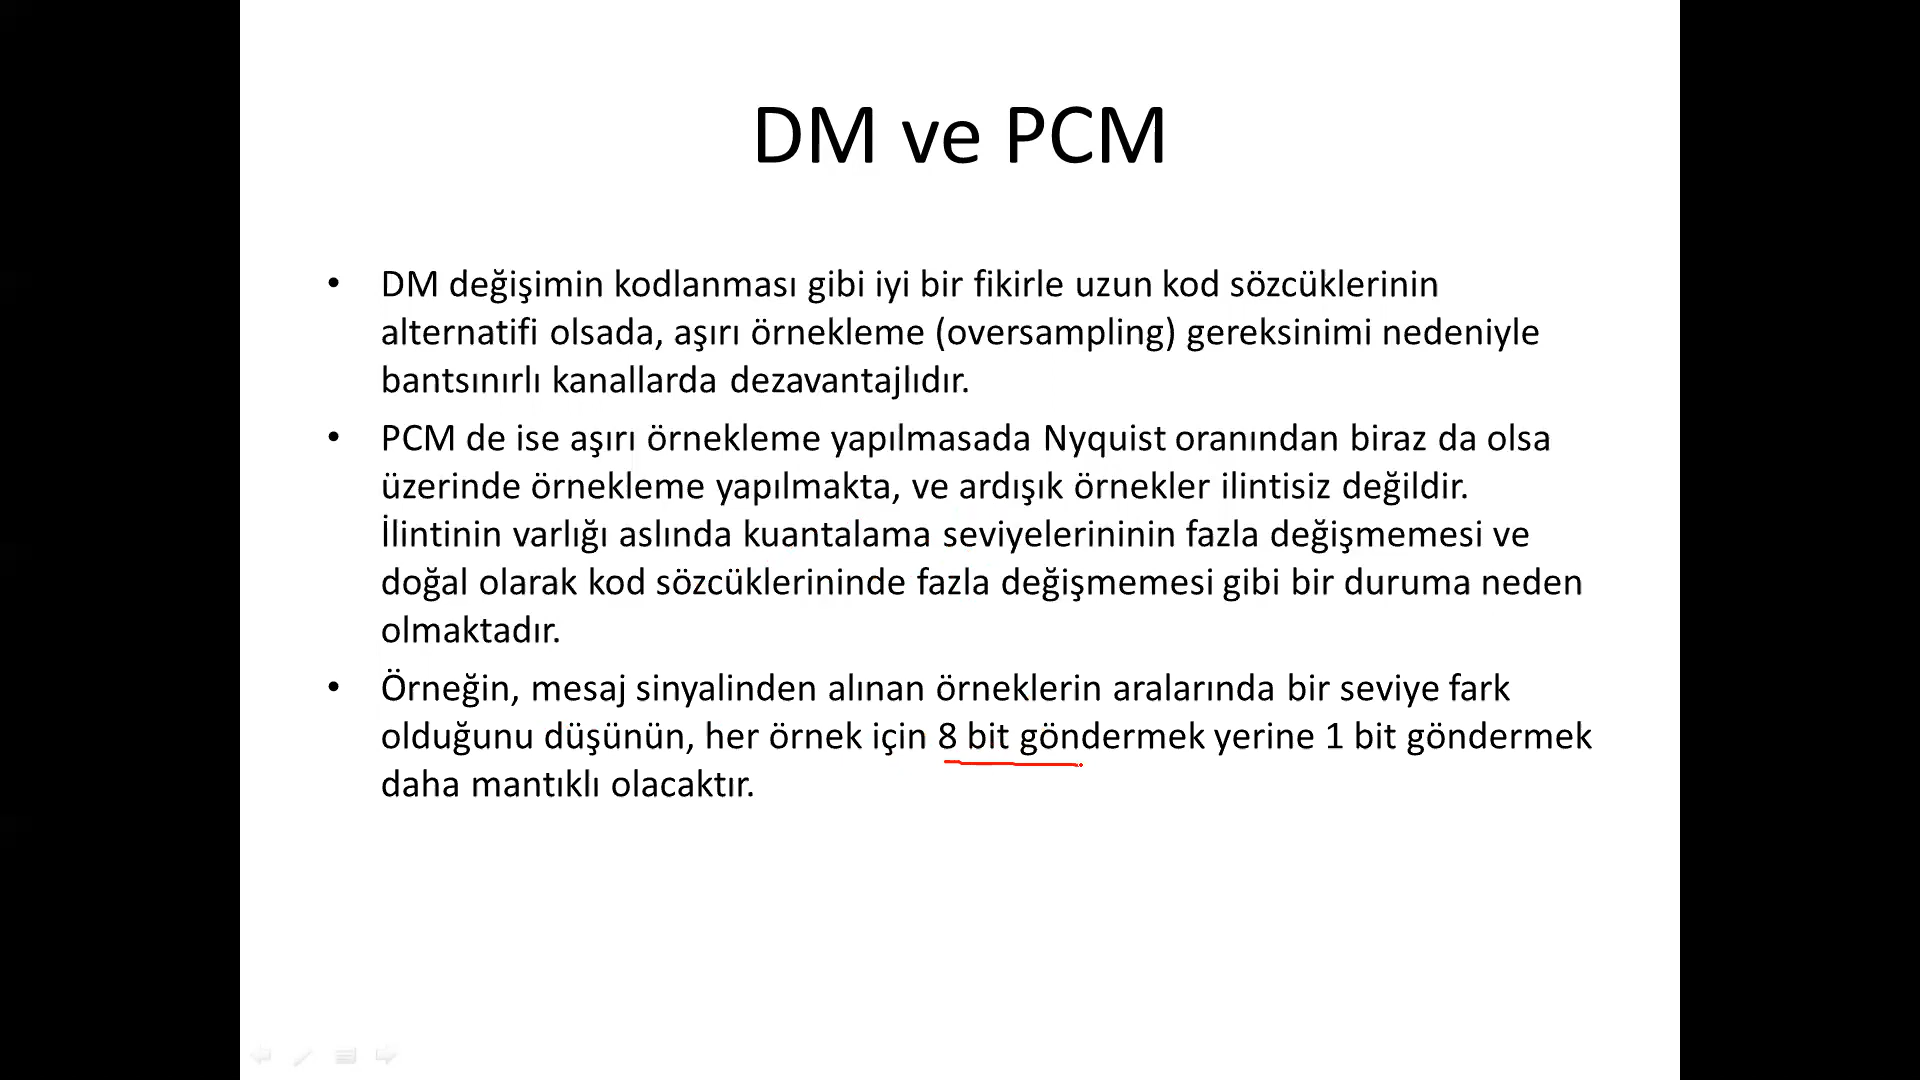 DM ve PCM
• DM değişimin kodlanması gibi iyi bir fikirle uzun kod sözcüklerinin
alternatifi olsada, aşırı örnekleme (oversampling) gereksinimi nedeniyle
bantsınırlı kanallarda dezavantajlıdır.
• PCM de ise aşırı örnekleme yapılmasada Nyquist oranından biraz da olsa
üzerinde örnekleme yapılmakta, ve ardışık örnekler ilintisiz değildir.
İlintinin varlığı aslında kuantalama seviyelerininin fazla değişmemesi ve
doğal olarak kod sözcüklerininde fazla değişmemesi gibi bir duruma neden
olmaktadır.
• Örneğin, mesaj sinyalinden alınan örneklerin aralarında bir seviye fark
olduğunu düşünün, her örnek için 8 bit göndermek yerine 1 bit göndermek
daha mantıklı olacaktır.